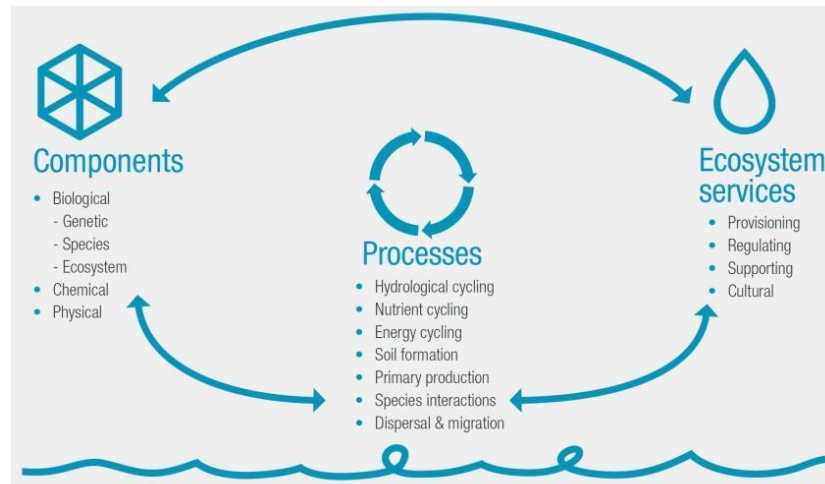 Components
• Biological
- Genetic
- Species
- Ecosystem
• Chemical
• Physical
Processes
• Hydrological cycling
• Nutrient cycling
• Energy cycling
• Soil formation
• Primary production
• Species interactions
• Dispersal & migration
Ecosystem
services
• Provisioning
• Regulating
• Supporting
• Cultural